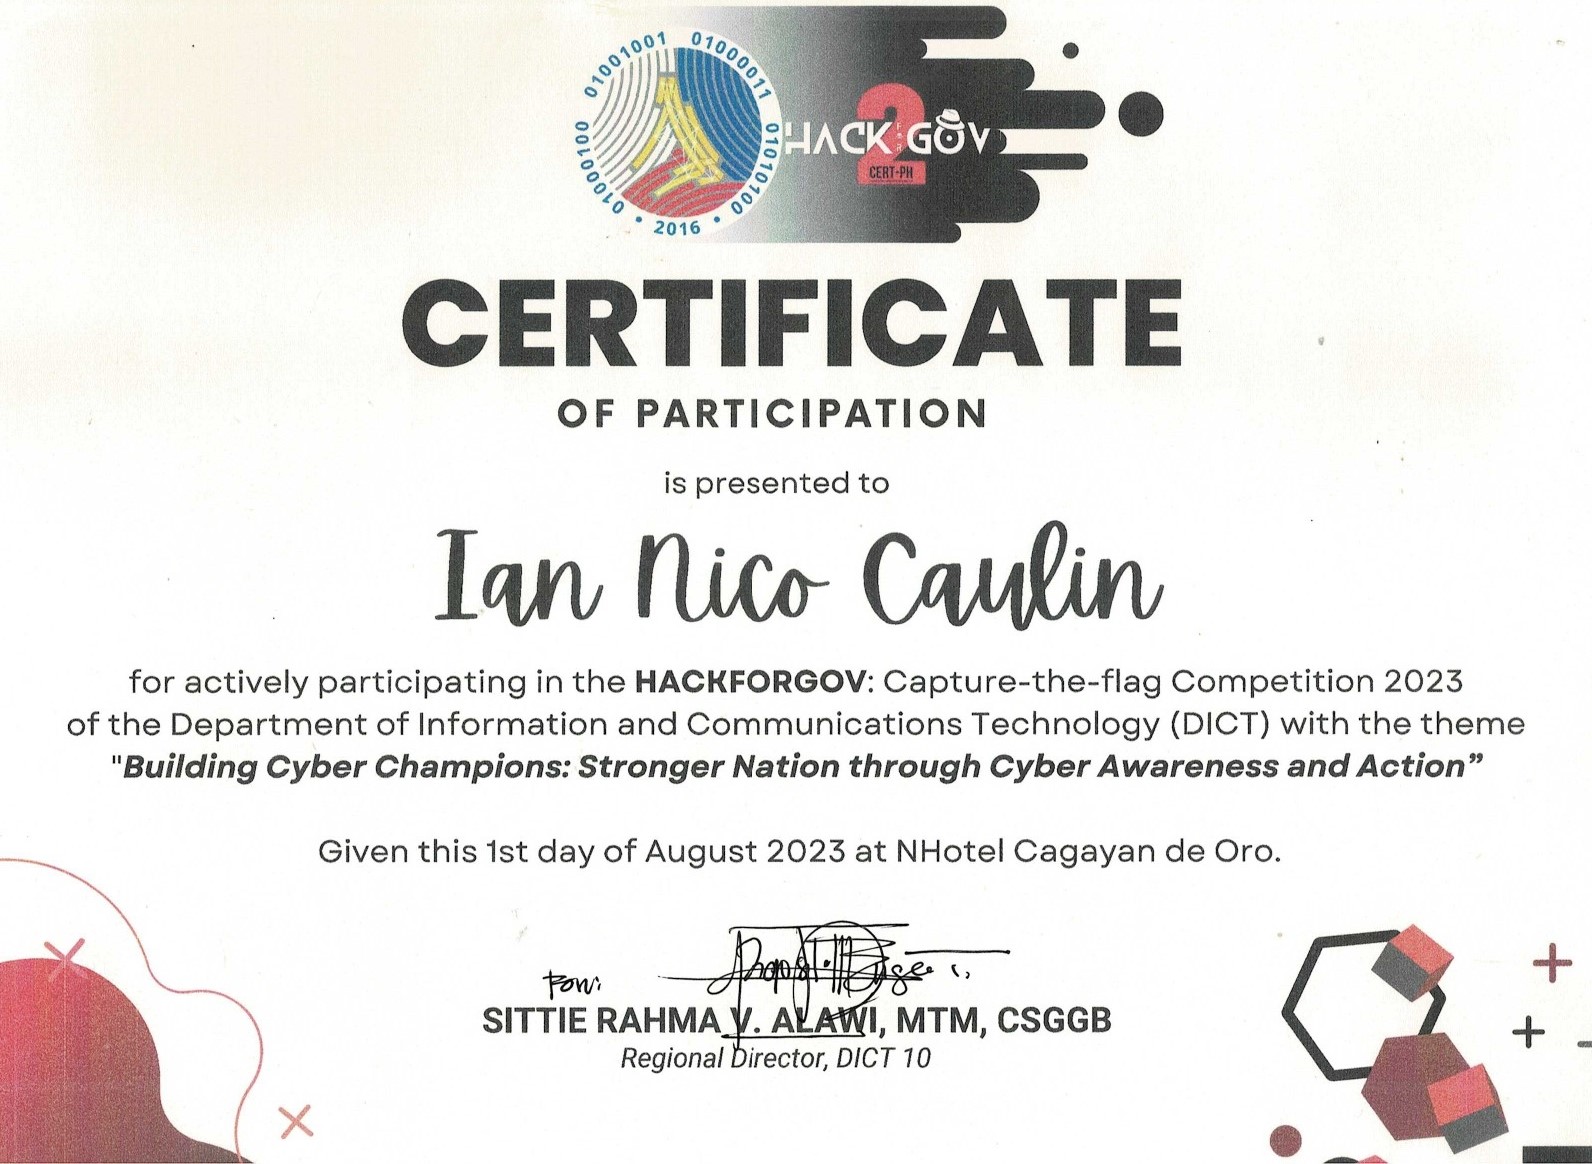 01000100 01001001 01000011 01010100
• 2016 •
HACK FOR GOV
2
CERT-PH
CERTIFICATE
OF PARTICIPATION
is presented to
Ian Nico Caulin
for actively participating in the HACKFORGOV: Capture-the-flag Competition 2023
of the Department of Information and Communications Technology (DICT) with the theme
"Building Cyber Champions: Stronger Nation through Cyber Awareness and Action”
Given this 1st day of August 2023 at NHotel Cagayan de Oro.
For:
SITTIE RAHMA V. ALAWI, MTM, CSGGB
Regional Director, DICT 10